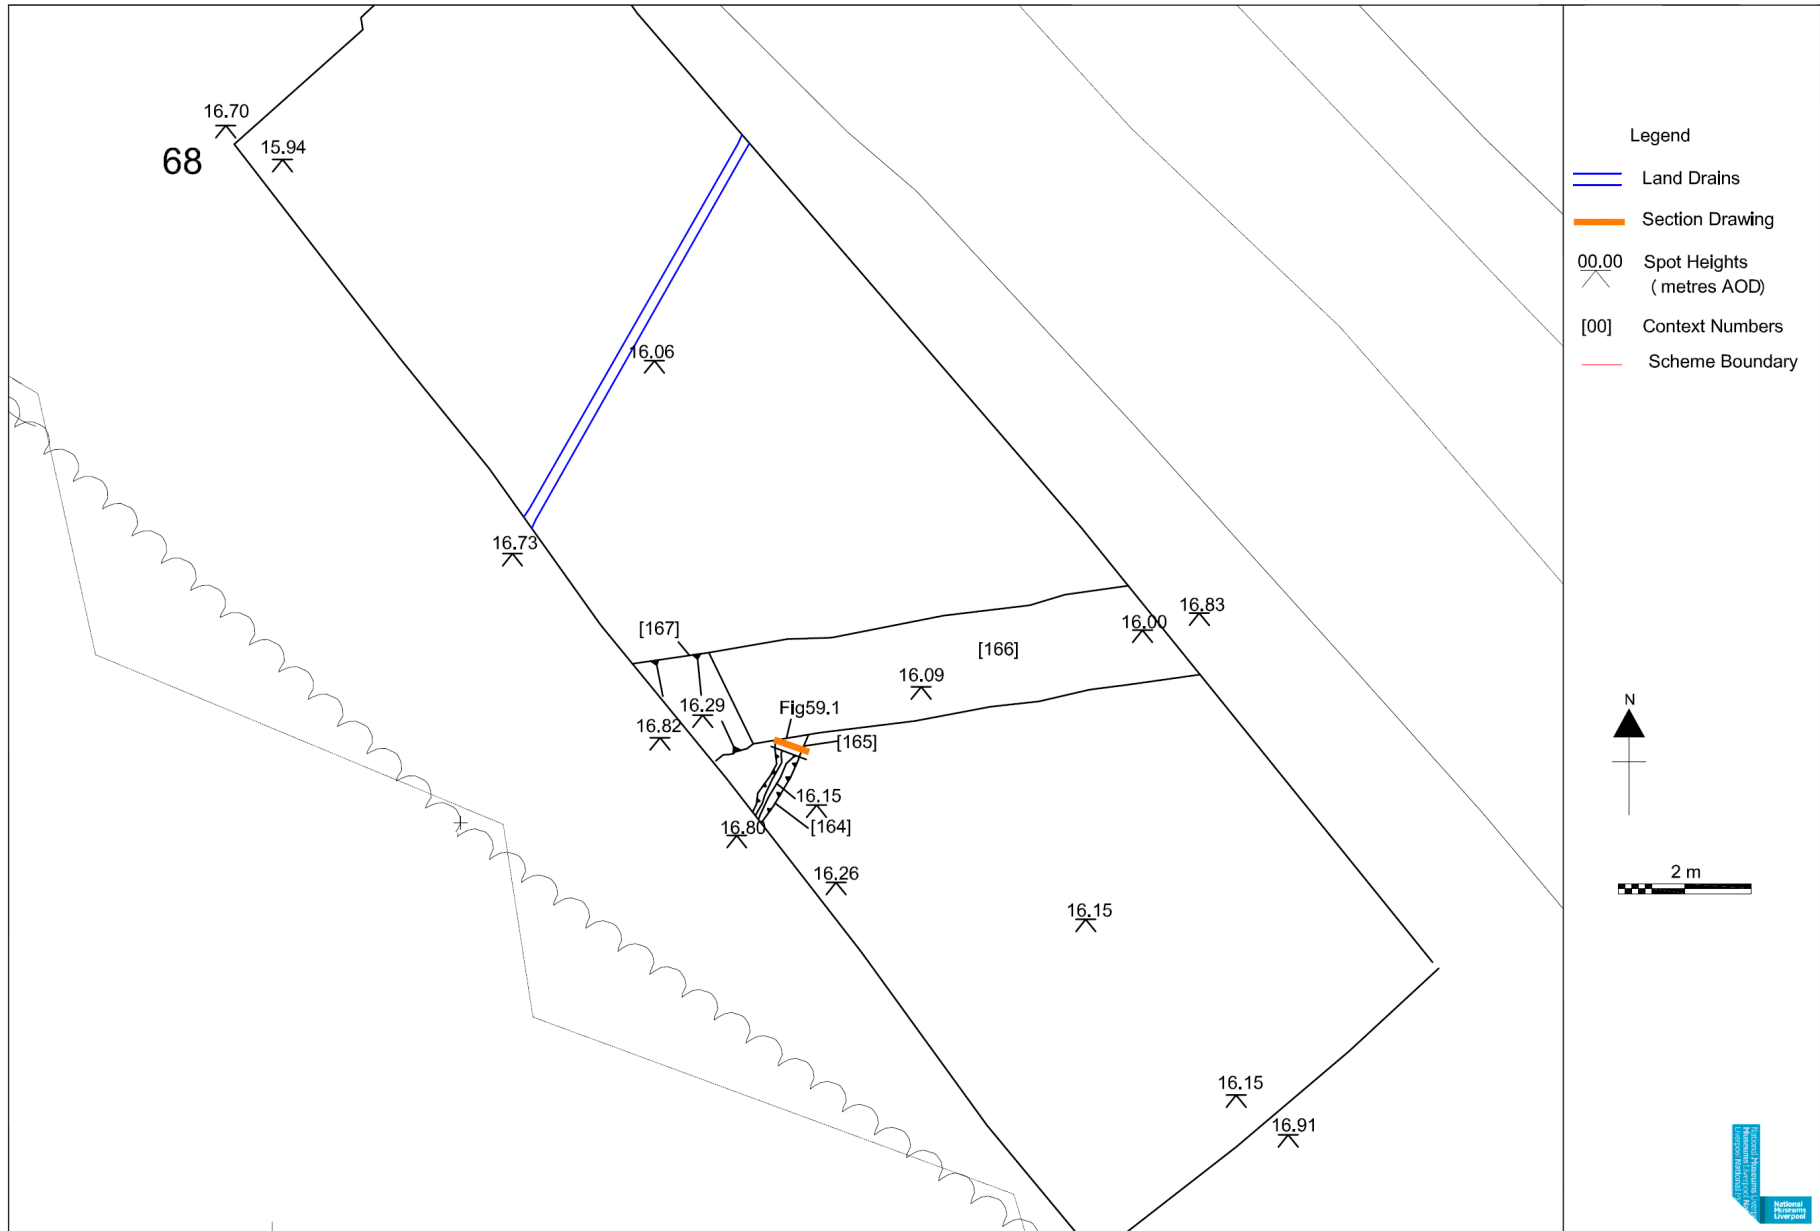 16.70
68
15.94
16.06
16.73
[167]
[166]
16.83
16.00
16.09
16.29
16.82
Fig59.1
[165]
16.15
[164]
16.80
16.26
16.15
16.15
16.91
Legend
Land Drains
Section Drawing
00.00 Spot Heights
( metres AOD)
[00] Context Numbers
Scheme Boundary
N
2 m
National
Museums
Liverpool